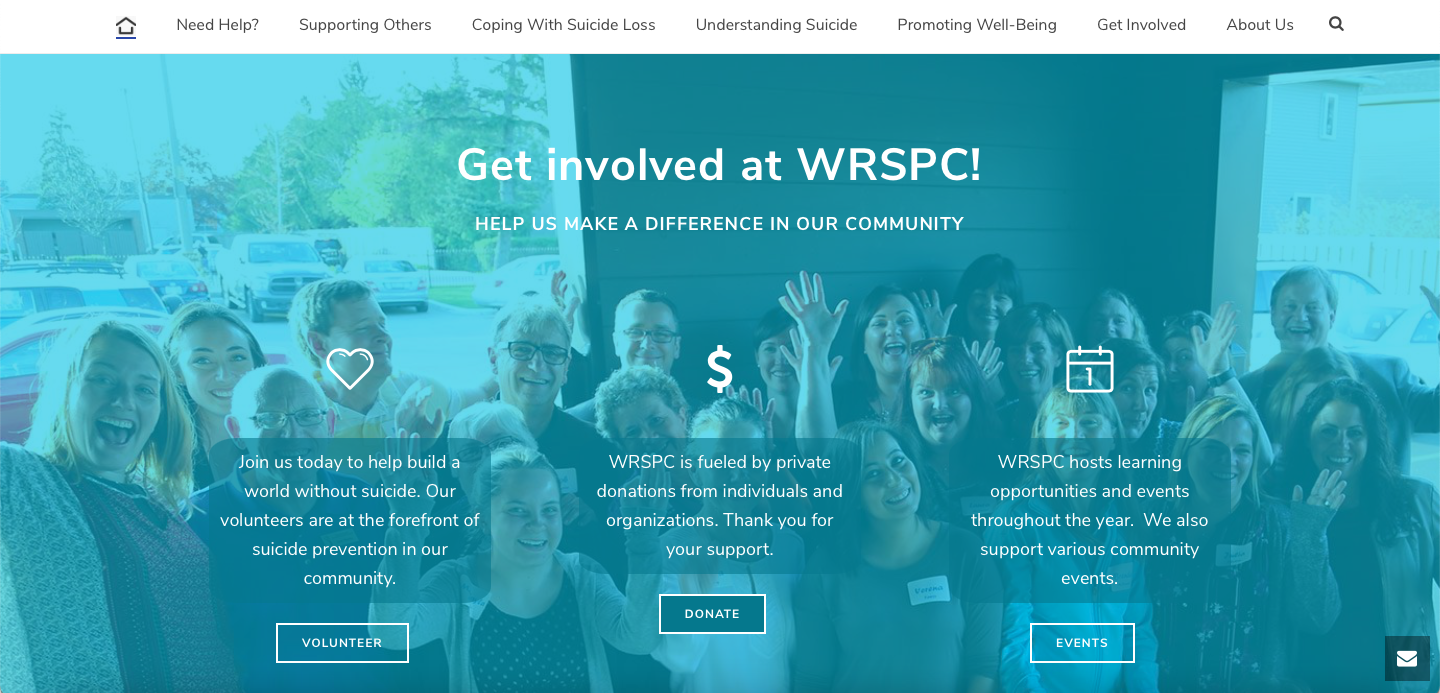 Need Help? Supporting Others Coping With Suicide Loss Understanding Suicide Promoting Well-Being Get Involved About Us
Get involved at WRSPC!
HELP US MAKE A DIFFERENCE IN OUR COMMUNITY
$
1
Join us today to help build a
world without suicide. Our
volunteers are at the forefront of
suicide prevention in our
community.
VOLUNTEER
WRSPC is fueled by private
donations from individuals and
organizations. Thank you for
your support.
DONATE
WRSPC hosts learning
opportunities and events
throughout the year.  We also
support various community
events.
EVENTS
Verena